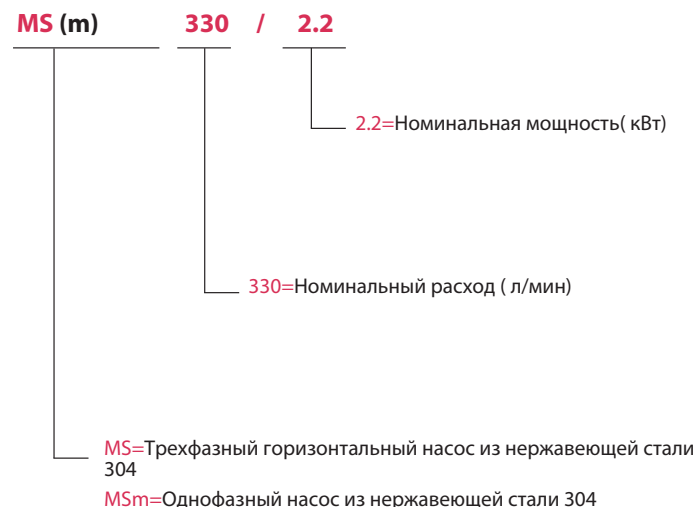 MS (m) 330 / 2.2
2.2=Номинальная мощность( кВт)
330=Номинальный расход ( л/мин)
MS=Трехфазный горизонтальный насос из нержавеющей стали
304
MSm=Однофазный насос из нержавеющей стали 304